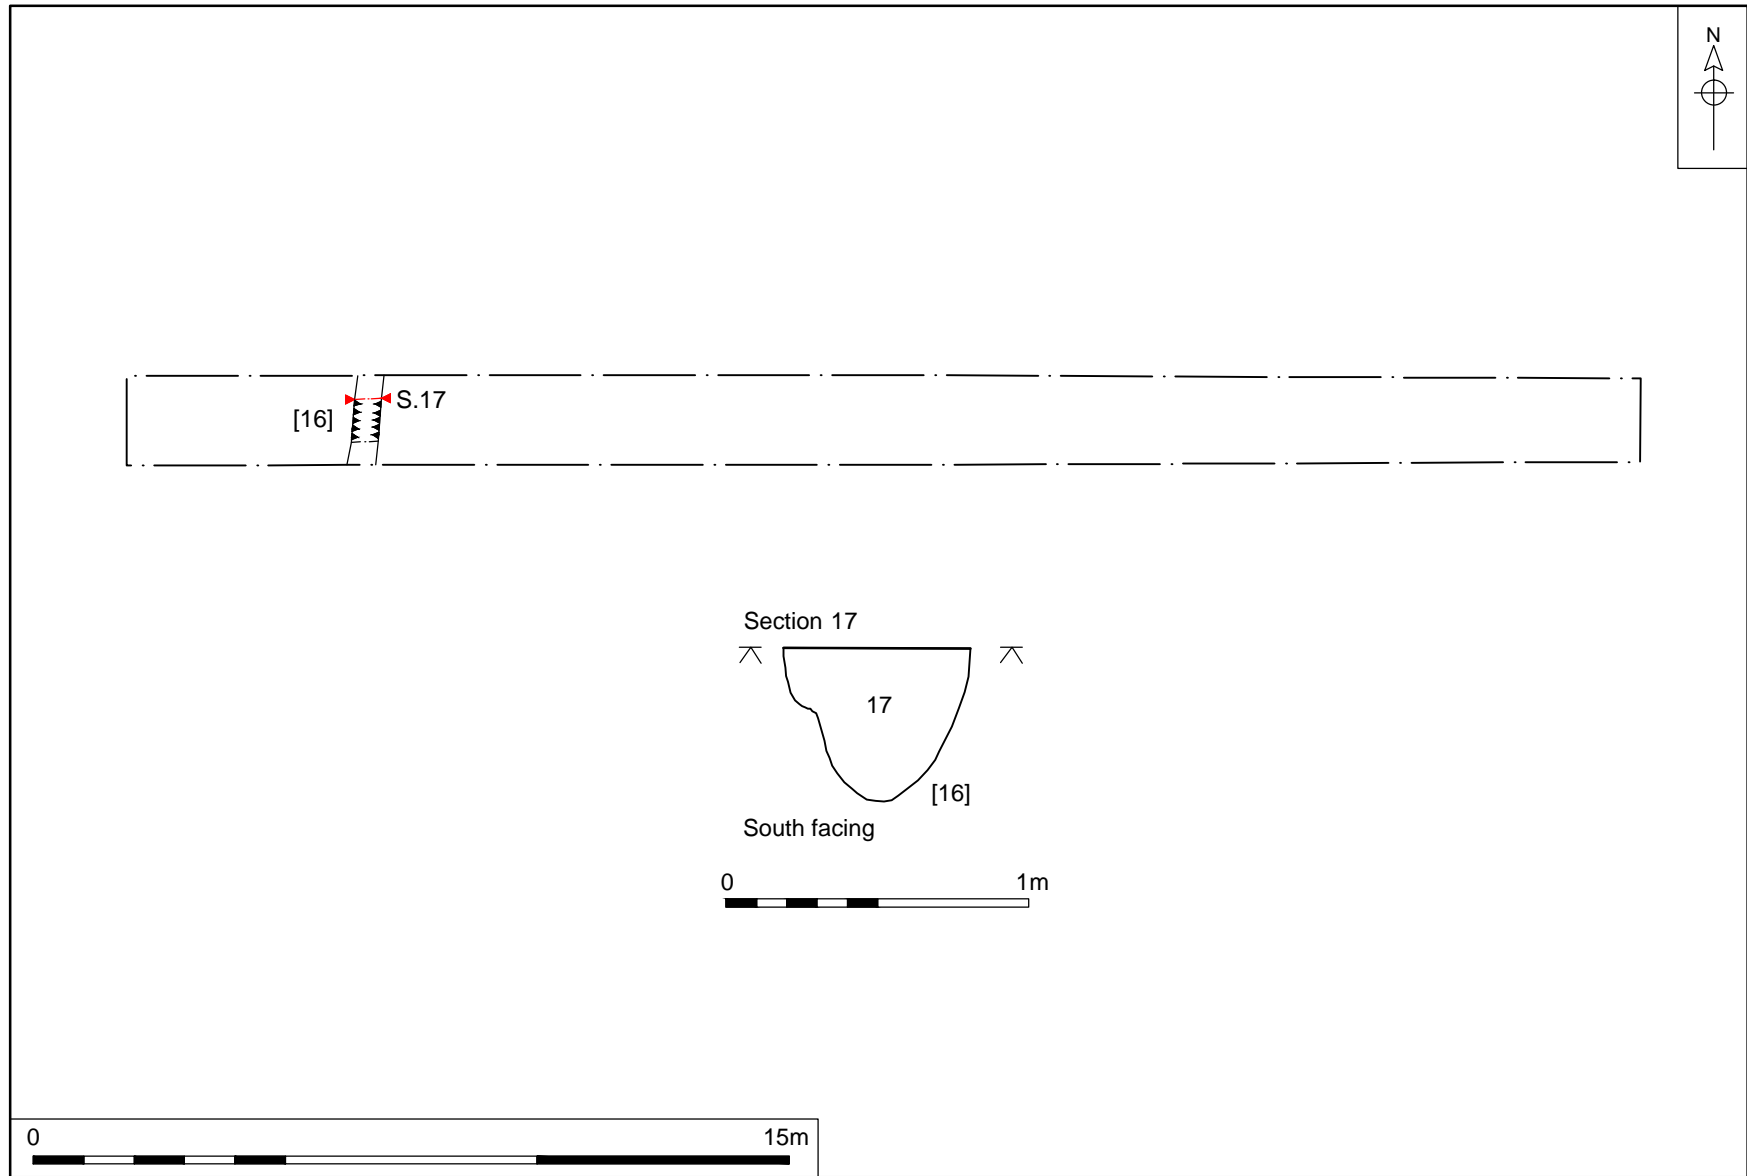 N
S.17
[16]
Section 17
17
[16]
South facing
0 1m
0 15m